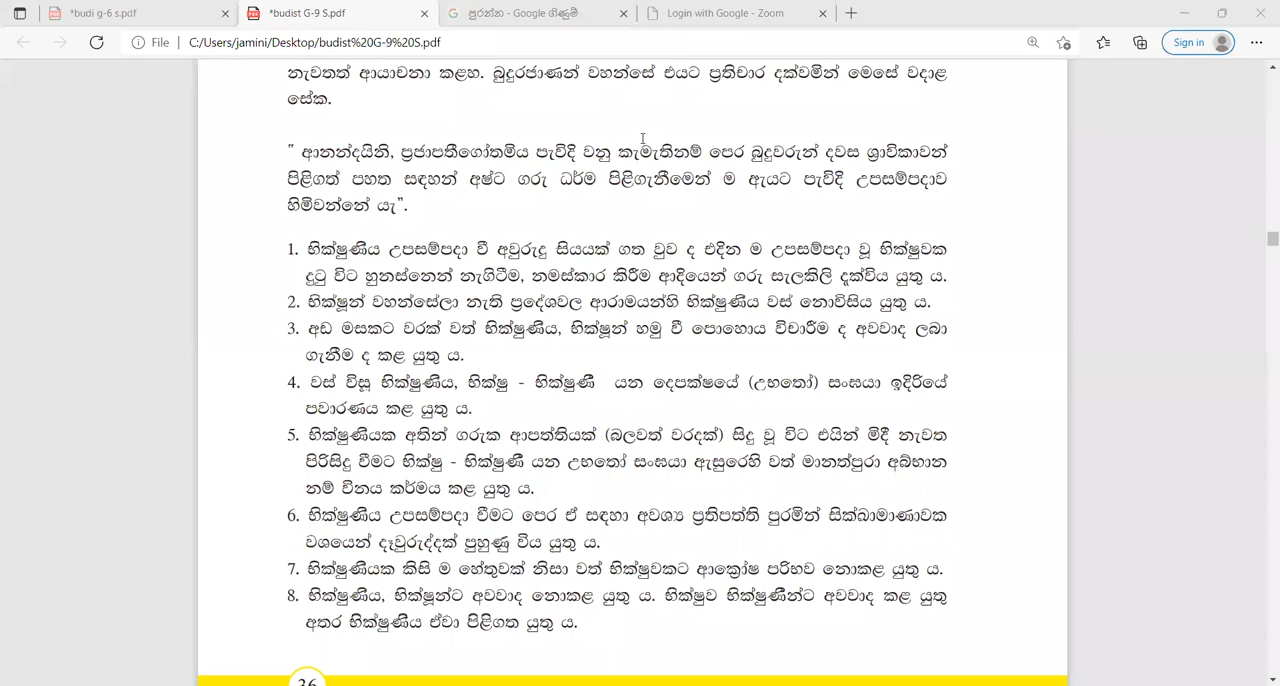 *budi g-6 s.pdf
*budist G-9 S.pdf
පුරන්න - Google ගිණුම්
Login with Google - Zoom
File
C:/Users/jamini/Desktop/budist%20G-9%20S.pdf
Sign in
නැවතත් ආයාචනා කළහ. බුදුරජාණන් වහන්සේ එයට ප්‍රතිචාර දක්වමින් මෙසේ වදාළ
සේක.
“ ආනන්දයිනි, ප්‍රජාපතීගෝතමිය පැවිදි වනු කැමැතිනම් පෙර බුදුවරුන් දවස ශ්‍රාවිකාවන්
පිළිගත් පහත සඳහන් අෂ්ට ගරු ධර්ම පිළිගැනීමෙන් ම ඇයට පැවිදි උපසම්පදාව
හිමිවන්නේ යැ”.
1. භික්ෂුණිය උපසම්පදා වී අවුරුදු සියයක් ගත වුව ද එදින ම උපසම්පදා වූ භික්ෂුවක
දුටු විට හුනස්නෙන් නැගිටීම, නමස්කාර කිරීම ආදියෙන් ගරු සැලකිලි දැක්විය යුතු ය.
2. භික්ෂූන් වහන්සේලා නැති ප්‍රදේශවල ආරාමයන්හි භික්ෂුණිය වස් නොවිසිය යුතු ය.
3. අඩ මසකට වරක් වත් භික්ෂුණිය, භික්ෂූන් හමු වී පොහොය විචාරීම ද අවවාද ලබා
ගැනීම ද කළ යුතු ය.
4. වස් විසූ භික්ෂුණිය, භික්ෂු - භික්ෂුණී යන දෙපක්ෂයේ (උභතෝ) සංඝයා ඉදිරියේ
පවාරණය කළ යුතු ය.
5. භික්ෂුණියක අතින් ගරුක ආපත්තියක් (බලවත් වරදක්) සිදු වූ විට එයින් මිදී නැවත
පිරිසිදු වීමට භික්ෂු - භික්ෂුණී යන උභතෝ සංඝයා ඇසුරෙහි වත් මානත්පුරා අබ්භාන
නම් විනය කර්මය කළ යුතු ය.
6. භික්ෂුණිය උපසම්පදා වීමට පෙර ඒ සඳහා අවශ්‍ය ප්‍රතිපත්ති පුරමින් සික්ඛාමාණාවක
වශයෙන් දෑවුරුද්දක් පුහුණු විය යුතු ය.
7. භික්ෂුණියක කිසි ම හේතුවක් නිසා වත් භික්ෂුවකට ආක්‍රෝෂ පරිභව නොකළ යුතු ය.
8. භික්ෂුණිය, භික්ෂූන්ට අවවාද නොකළ යුතු ය. භික්ෂුව භික්ෂුණීන්ට අවවාද කළ යුතු
අතර භික්ෂුණිය ඒවා පිළිගත යුතු ය.
36